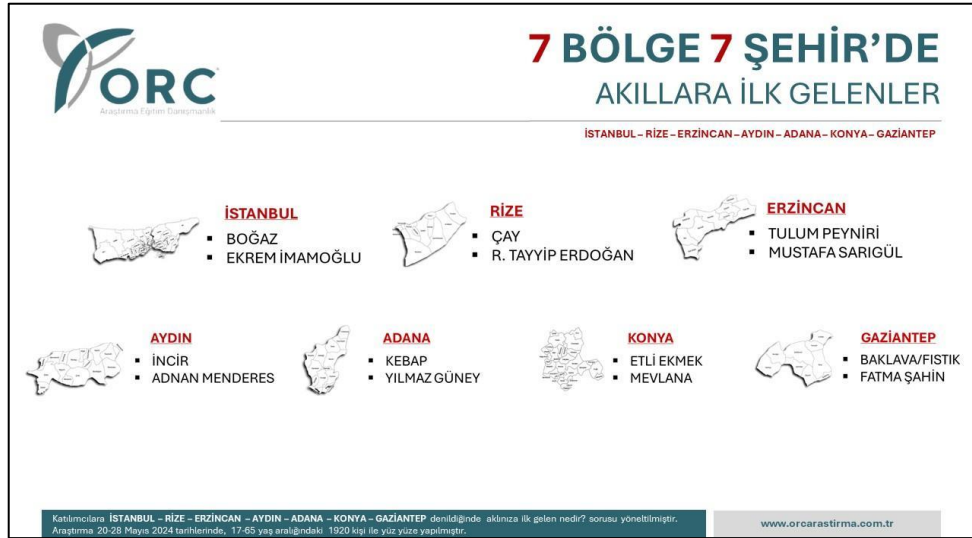 ORC
Araştırma Eğitim Danışmanlık
7 BÖLGE 7 ŞEHİR’DE
AKILLARA İLK GELENLER
İSTANBUL – RİZE – ERZİNCAN – AYDIN – ADANA – KONYA – GAZİANTEP
İSTANBUL
▪ BOĞAZ
▪ EKREM İMAMOĞLU
RİZE
▪ ÇAY
▪ R. TAYYİP ERDOĞAN
ERZİNCAN
▪ TULUM PEYNİRİ
▪ MUSTAFA SARIGÜL
AYDIN
▪ İNCİR
▪ ADNAN MENDERES
ADANA
▪ KEBAP
▪ YILMAZ GÜNEY
KONYA
▪ ETLİ EKMEK
▪ MEVLANA
GAZİANTEP
▪ BAKLAVA/FISTIK
▪ FATMA ŞAHİN
Katılımcılara İSTANBUL – RİZE – ERZİNCAN – AYDIN – ADANA – KONYA – GAZİANTEP denildiğinde aklınıza ilk gelen nedir? sorusu yöneltilmiştir.
Araştırma 20-28 Mayıs 2024 tarihlerinde, 17-65 yaş aralığındaki 1920 kişi ile yüz yüze yapılmıştır.
www.orcarastirma.com.tr